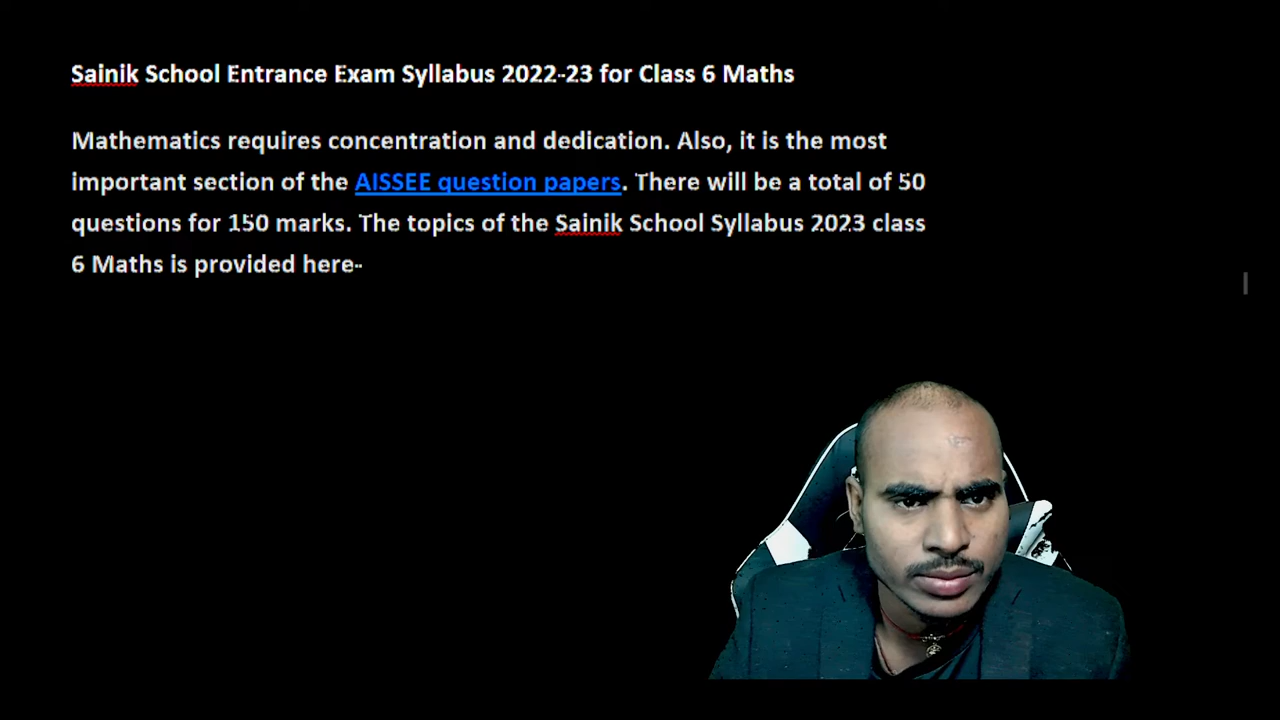 Sainik School Entrance Exam Syllabus 2022-23 for Class 6 Maths
Mathematics requires concentration and dedication. Also, it is the most
important section of the AISSEE question papers. There will be a total of 50
questions for 150 marks. The topics of the Sainik School Syllabus 2023 class
6 Maths is provided here-